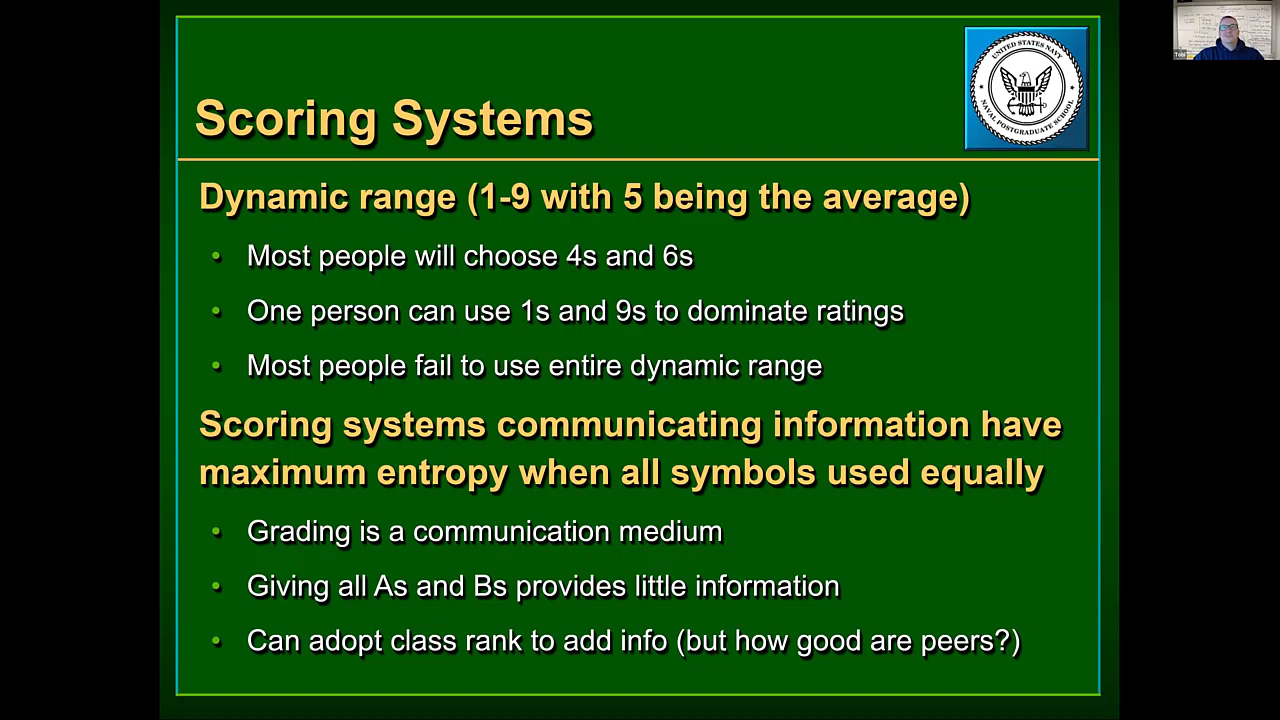 Scoring Systems
UNITED STATES NAVY
NAVAL POSTGRADUATE SCHOOL
Dynamic range (1-9 with 5 being the average)
• Most people will choose 4s and 6s
• One person can use 1s and 9s to dominate ratings
• Most people fail to use entire dynamic range
Scoring systems communicating information have
maximum entropy when all symbols used equally
• Grading is a communication medium
• Giving all As and Bs provides little information
• Can adopt class rank to add info (but how good are peers?)